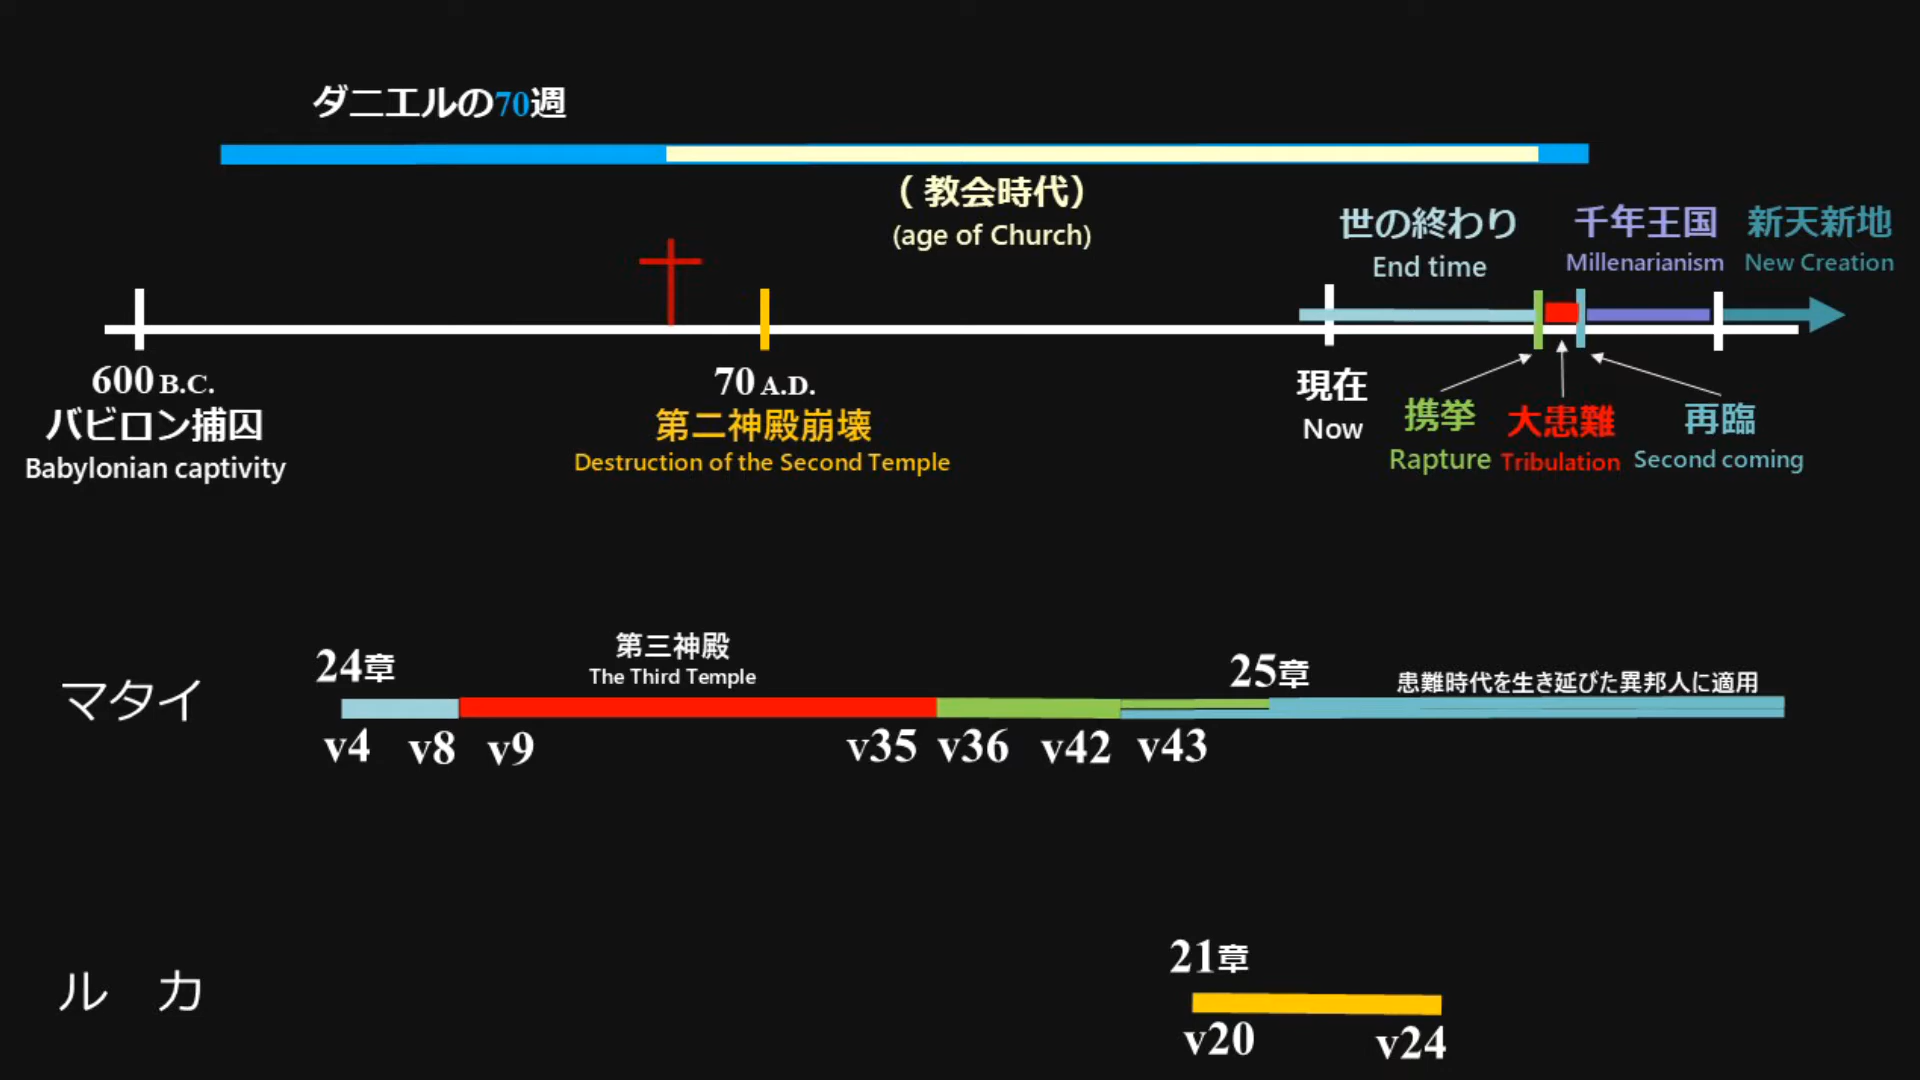 ダニエルの70週
(教会時代)
(age of Church)
世の終わり
End time
千年王国
Millenarianism
新天新地
New Creation
600 B.C.
バビロン捕囚
Babylonian captivity
70 A.D.
第二神殿崩壊
Destruction of the Second Temple
現在
Now
携挙
Rapture
大患難
Tribulation
再臨
Second coming
マタイ
24章
第三神殿
The Third Temple
25章
患難時代を生き延びた異邦人に適用
v4 v8 v9 v35 v36 v42 v43
ルカ
21章
v20 v24